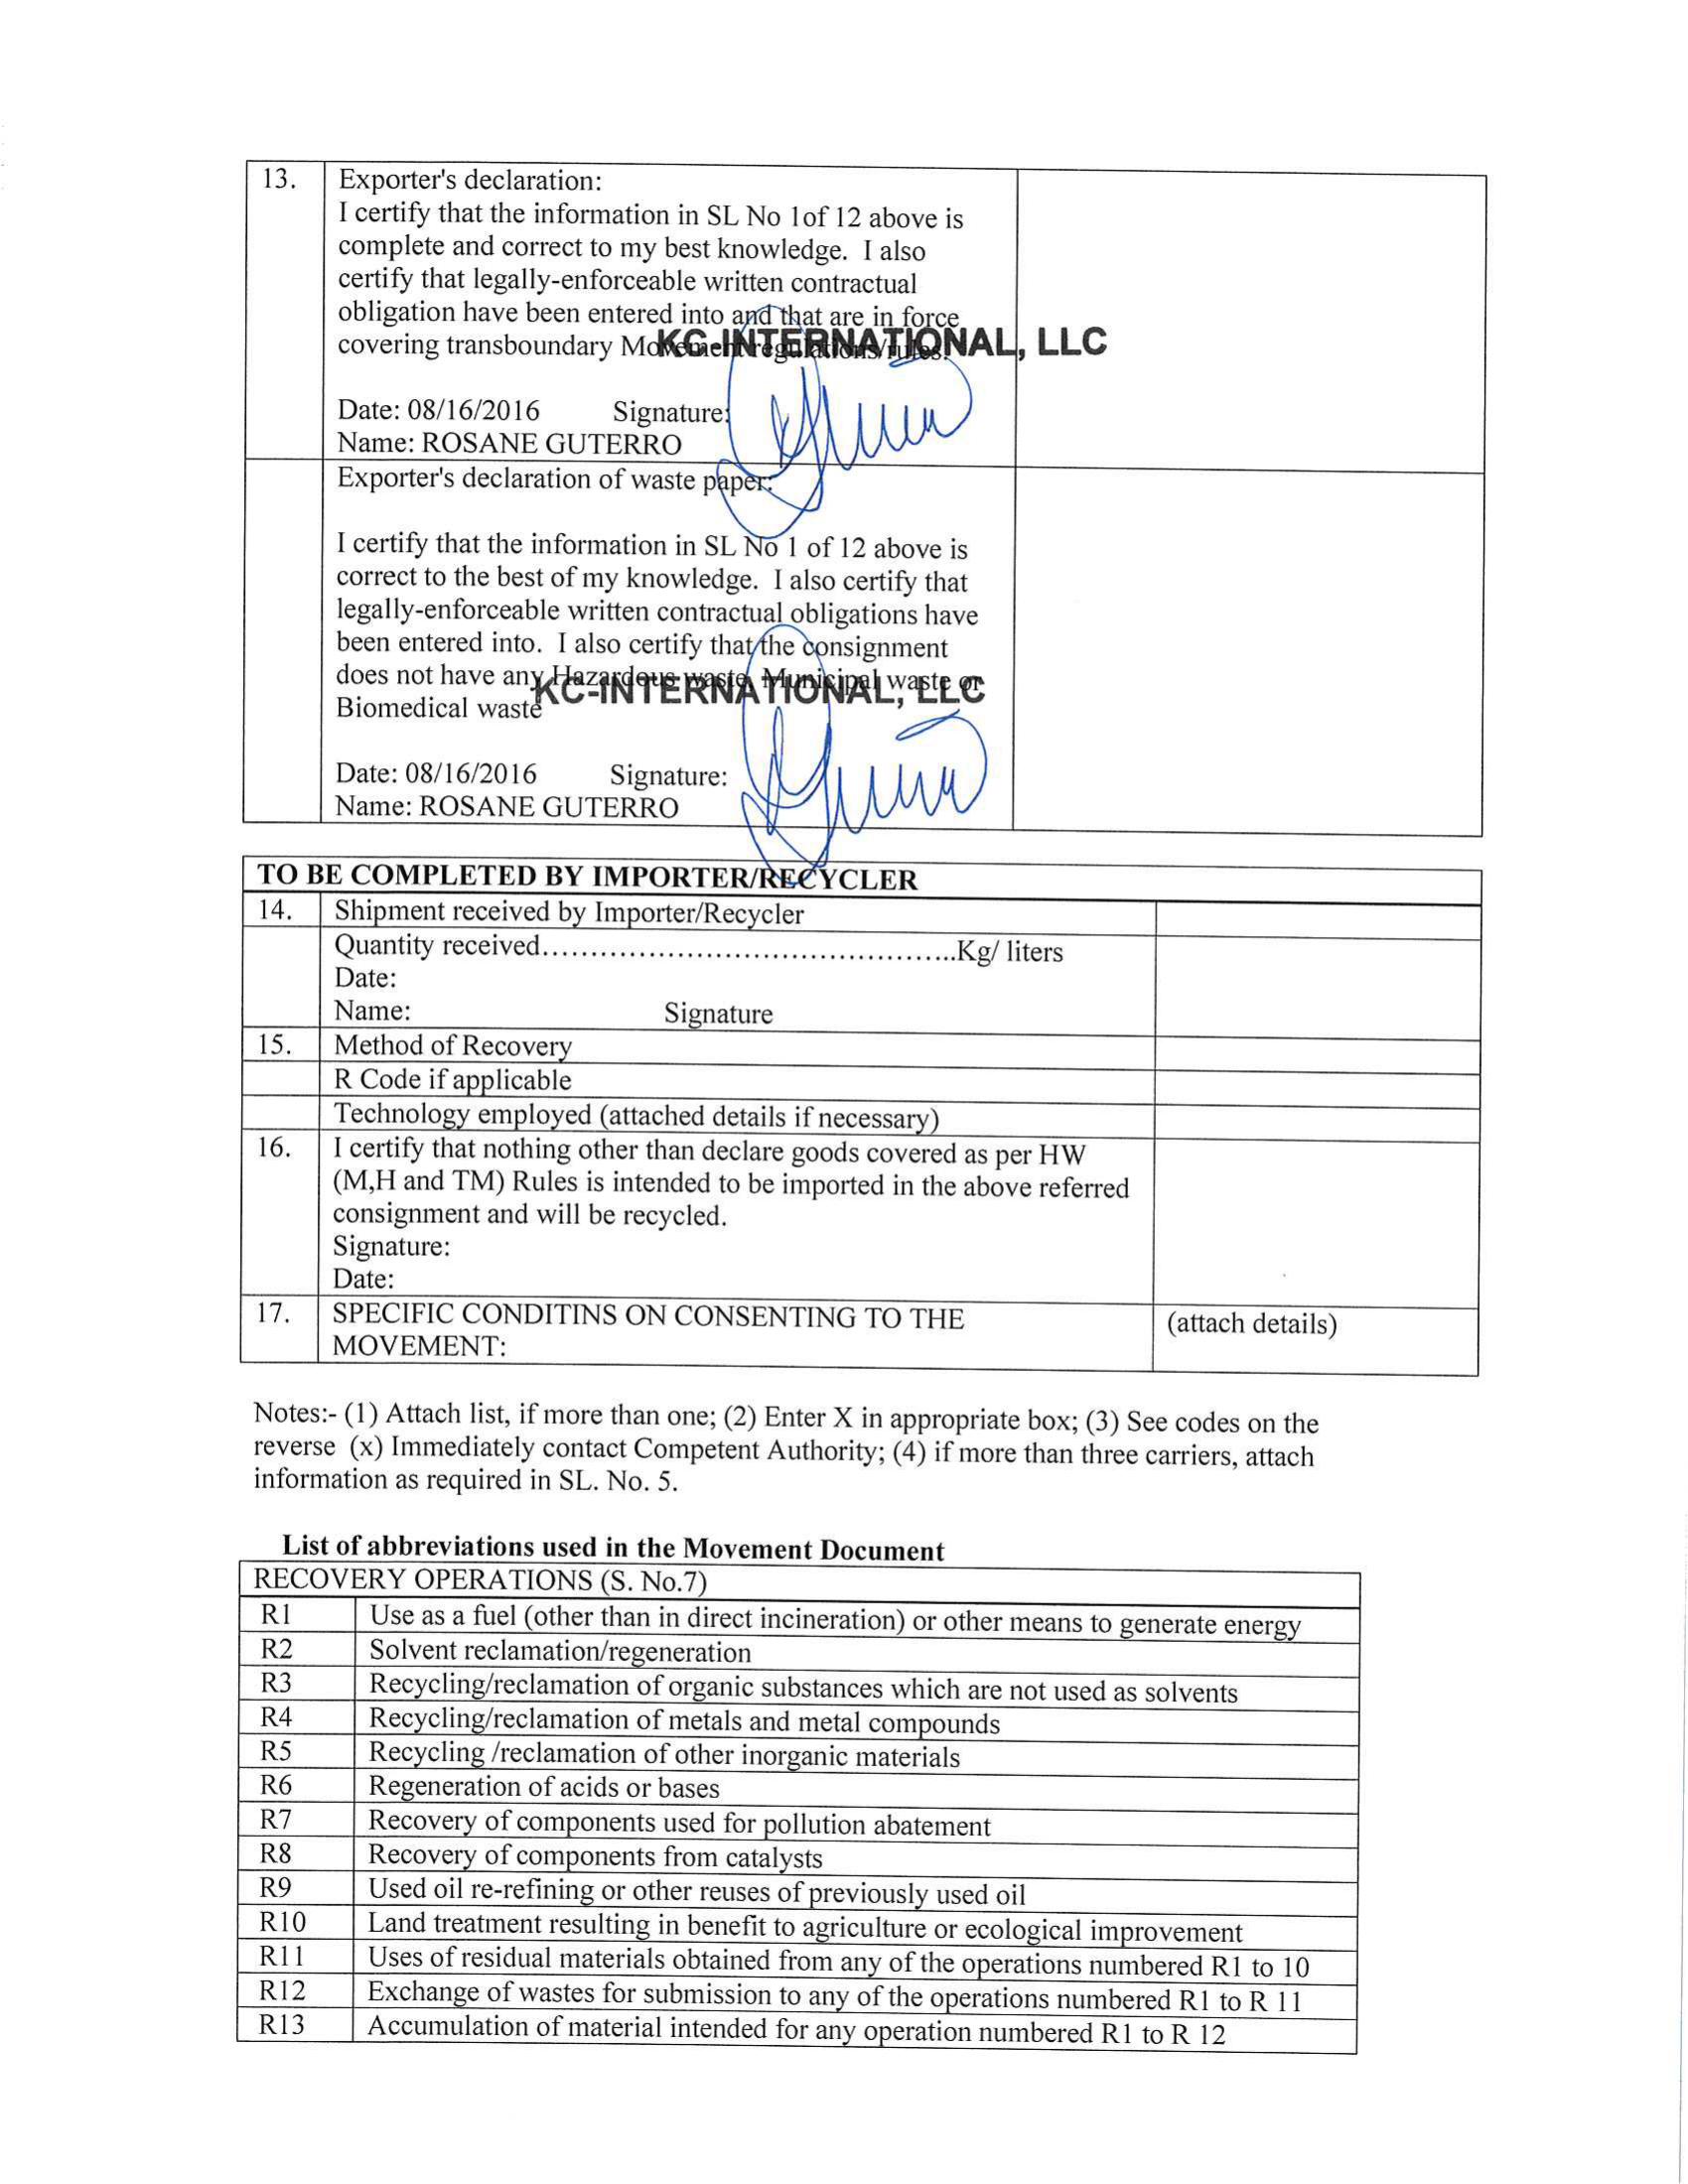 13. Exporter's declaration:
I certify that the information in SL No 1of 12 above is
complete and correct to my best knowledge. I also
certify that legally-enforceable written contractual
obligation have been entered into and that are in force
covering transboundary Movement regulations/rules.
KC-INTERNATIONAL, LLC
Date: 08/16/2016 Signature:
Name: ROSANE GUTERRO
Exporter's declaration of waste paper:
I certify that the information in SL No 1 of 12 above is
correct to the best of my knowledge. I also certify that
legally-enforceable written contractual obligations have
been entered into. I also certify that the consignment
does not have any Hazardous waste, Municipal waste or
KC-INTERNATIONAL, LLC
Biomedical waste
Date: 08/16/2016 Signature:
Name: ROSANE GUTERRO
TO BE COMPLETED BY IMPORTER/RECYCLER
14. Shipment received by Importer/Recycler
Quantity received.............................................Kg/ liters
Date:
Name: Signature
15. Method of Recovery
R Code if applicable
Technology employed (attached details if necessary)
16. I certify that nothing other than declare goods covered as per HW
(M,H and TM) Rules is intended to be imported in the above referred
consignment and will be recycled.
Signature:
Date:
17. SPECIFIC CONDITINS ON CONSENTING TO THE (attach details)
MOVEMENT:
Notes:- (1) Attach list, if more than one; (2) Enter X in appropriate box; (3) See codes on the
reverse (x) Immediately contact Competent Authority; (4) if more than three carriers, attach
information as required in SL. No. 5.
List of abbreviations used in the Movement Document
RECOVERY OPERATIONS (S. No.7)
R1 Use as a fuel (other than in direct incineration) or other means to generate energy
R2 Solvent reclamation/regeneration
R3 Recycling/reclamation of organic substances which are not used as solvents
R4 Recycling/reclamation of metals and metal compounds
R5 Recycling /reclamation of other inorganic materials
R6 Regeneration of acids or bases
R7 Recovery of components used for pollution abatement
R8 Recovery of components from catalysts
R9 Used oil re-refining or other reuses of previously used oil
R10 Land treatment resulting in benefit to agriculture or ecological improvement
R11 Uses of residual materials obtained from any of the operations numbered R1 to 10
R12 Exchange of wastes for submission to any of the operations numbered R1 to R 11
R13 Accumulation of material intended for any operation numbered R1 to R 12